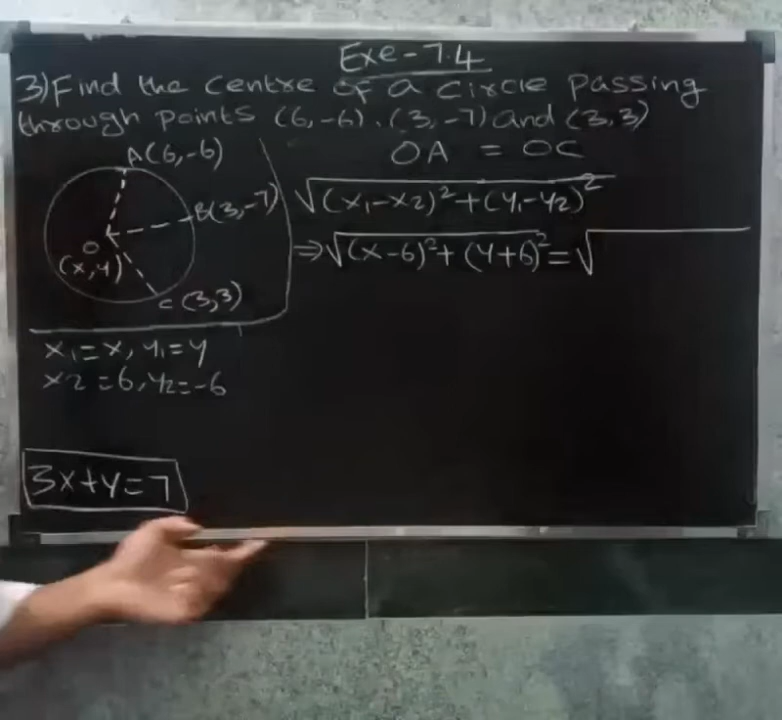 Exe-7.4
3) Find the centre of a circle passing
through points (6,-6), (3,-7) and (3,3)
A(6,-6)
B(3,-7)
O
(x,y)
C (3,3)
x1=x, y1=y
x2=6, y2=-6
3x+y=7
OA = OC
√(x1-x2)²+(y1-y2)²
⇒√(x-6)²+(y+6)²=√